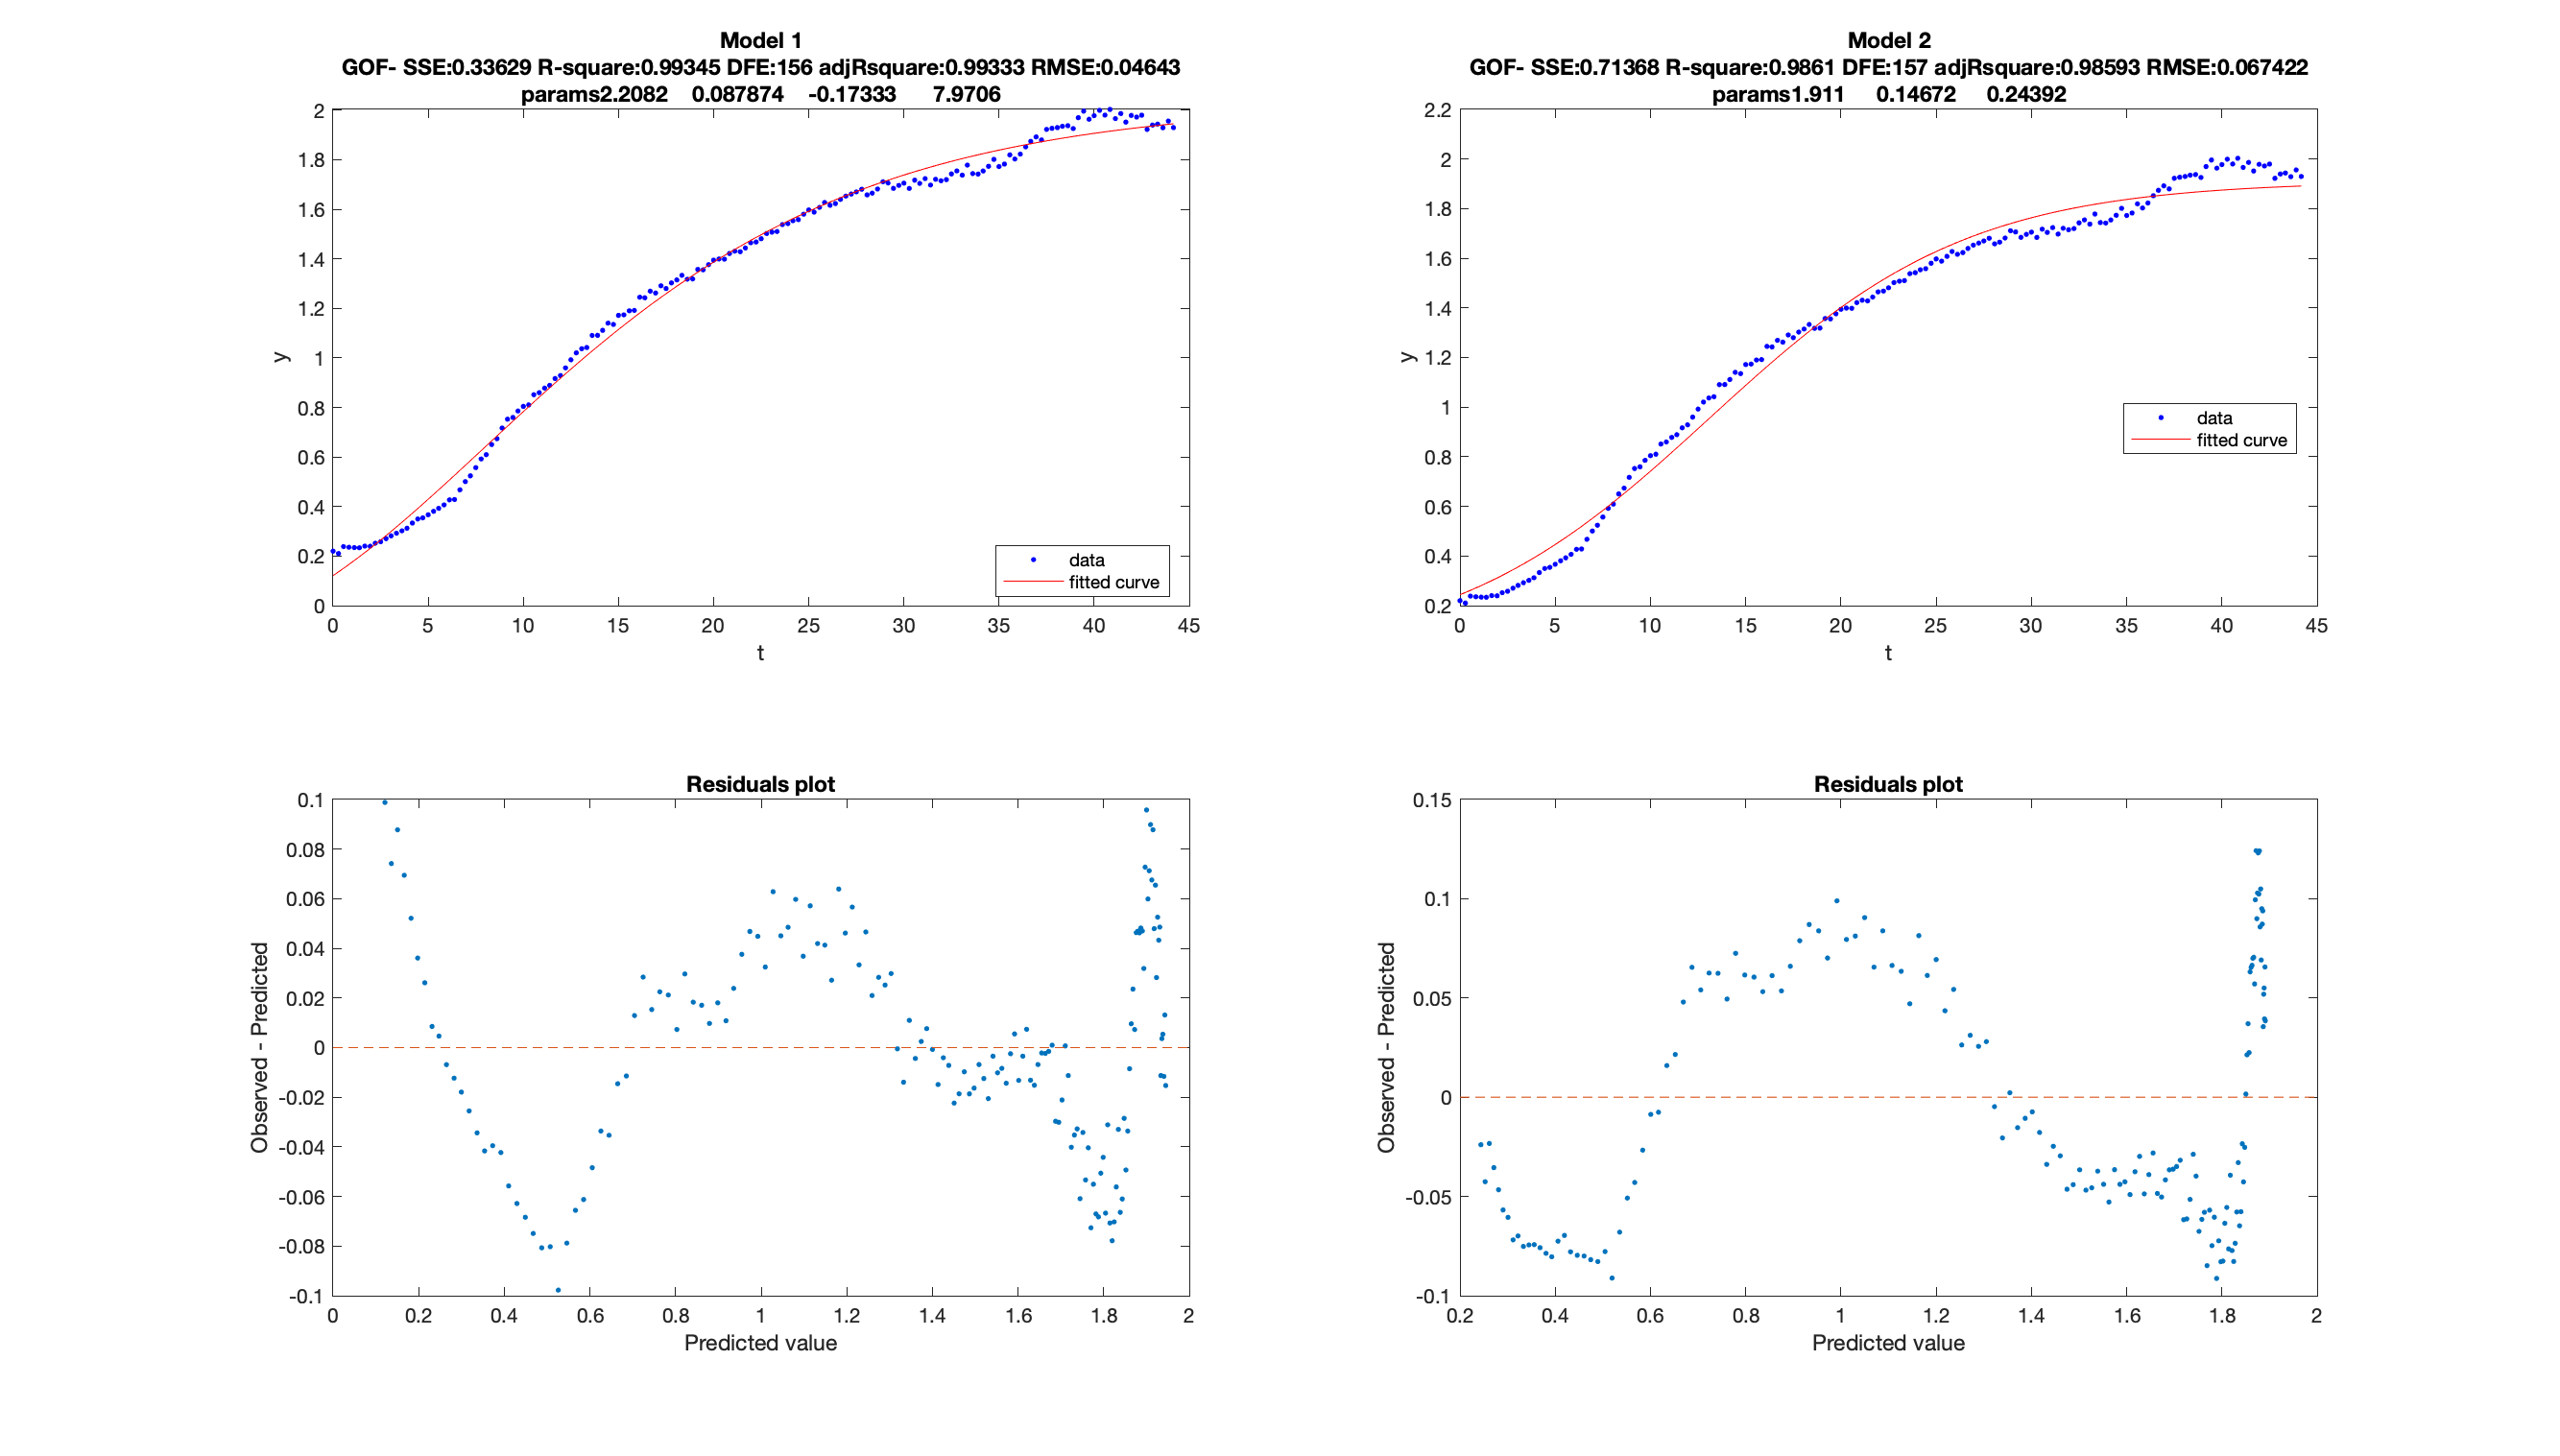 Model 1
GOF- SSE:0.33629 R-square:0.99345 DFE:156 adjRsquare:0.99333 RMSE:0.04643
params2.2082 0.087874 -0.17333 7.9706
2
1.8
1.6
1.4
1.2
1
0.8
0.6
0.4
0.2
0
y
0 5 10 15 20 25 30 35 40 45
t
data
fitted curve
Model 2
GOF- SSE:0.71368 R-square:0.9861 DFE:157 adjRsquare:0.98593 RMSE:0.067422
params1.911 0.14672 0.24392
2.2
2
1.8
1.6
1.4
1.2
1
0.8
0.6
0.4
0.2
y
0 5 10 15 20 25 30 35 40 45
t
data
fitted curve
Residuals plot
0.1
0.08
0.06
0.04
0.02
0
-0.02
-0.04
-0.06
-0.08
-0.1
Observed - Predicted
0 0.2 0.4 0.6 0.8 1 1.2 1.4 1.6 1.8 2
Predicted value
Residuals plot
0.15
0.1
0.05
0
-0.05
-0.1
Observed - Predicted
0.2 0.4 0.6 0.8 1 1.2 1.4 1.6 1.8 2
Predicted value